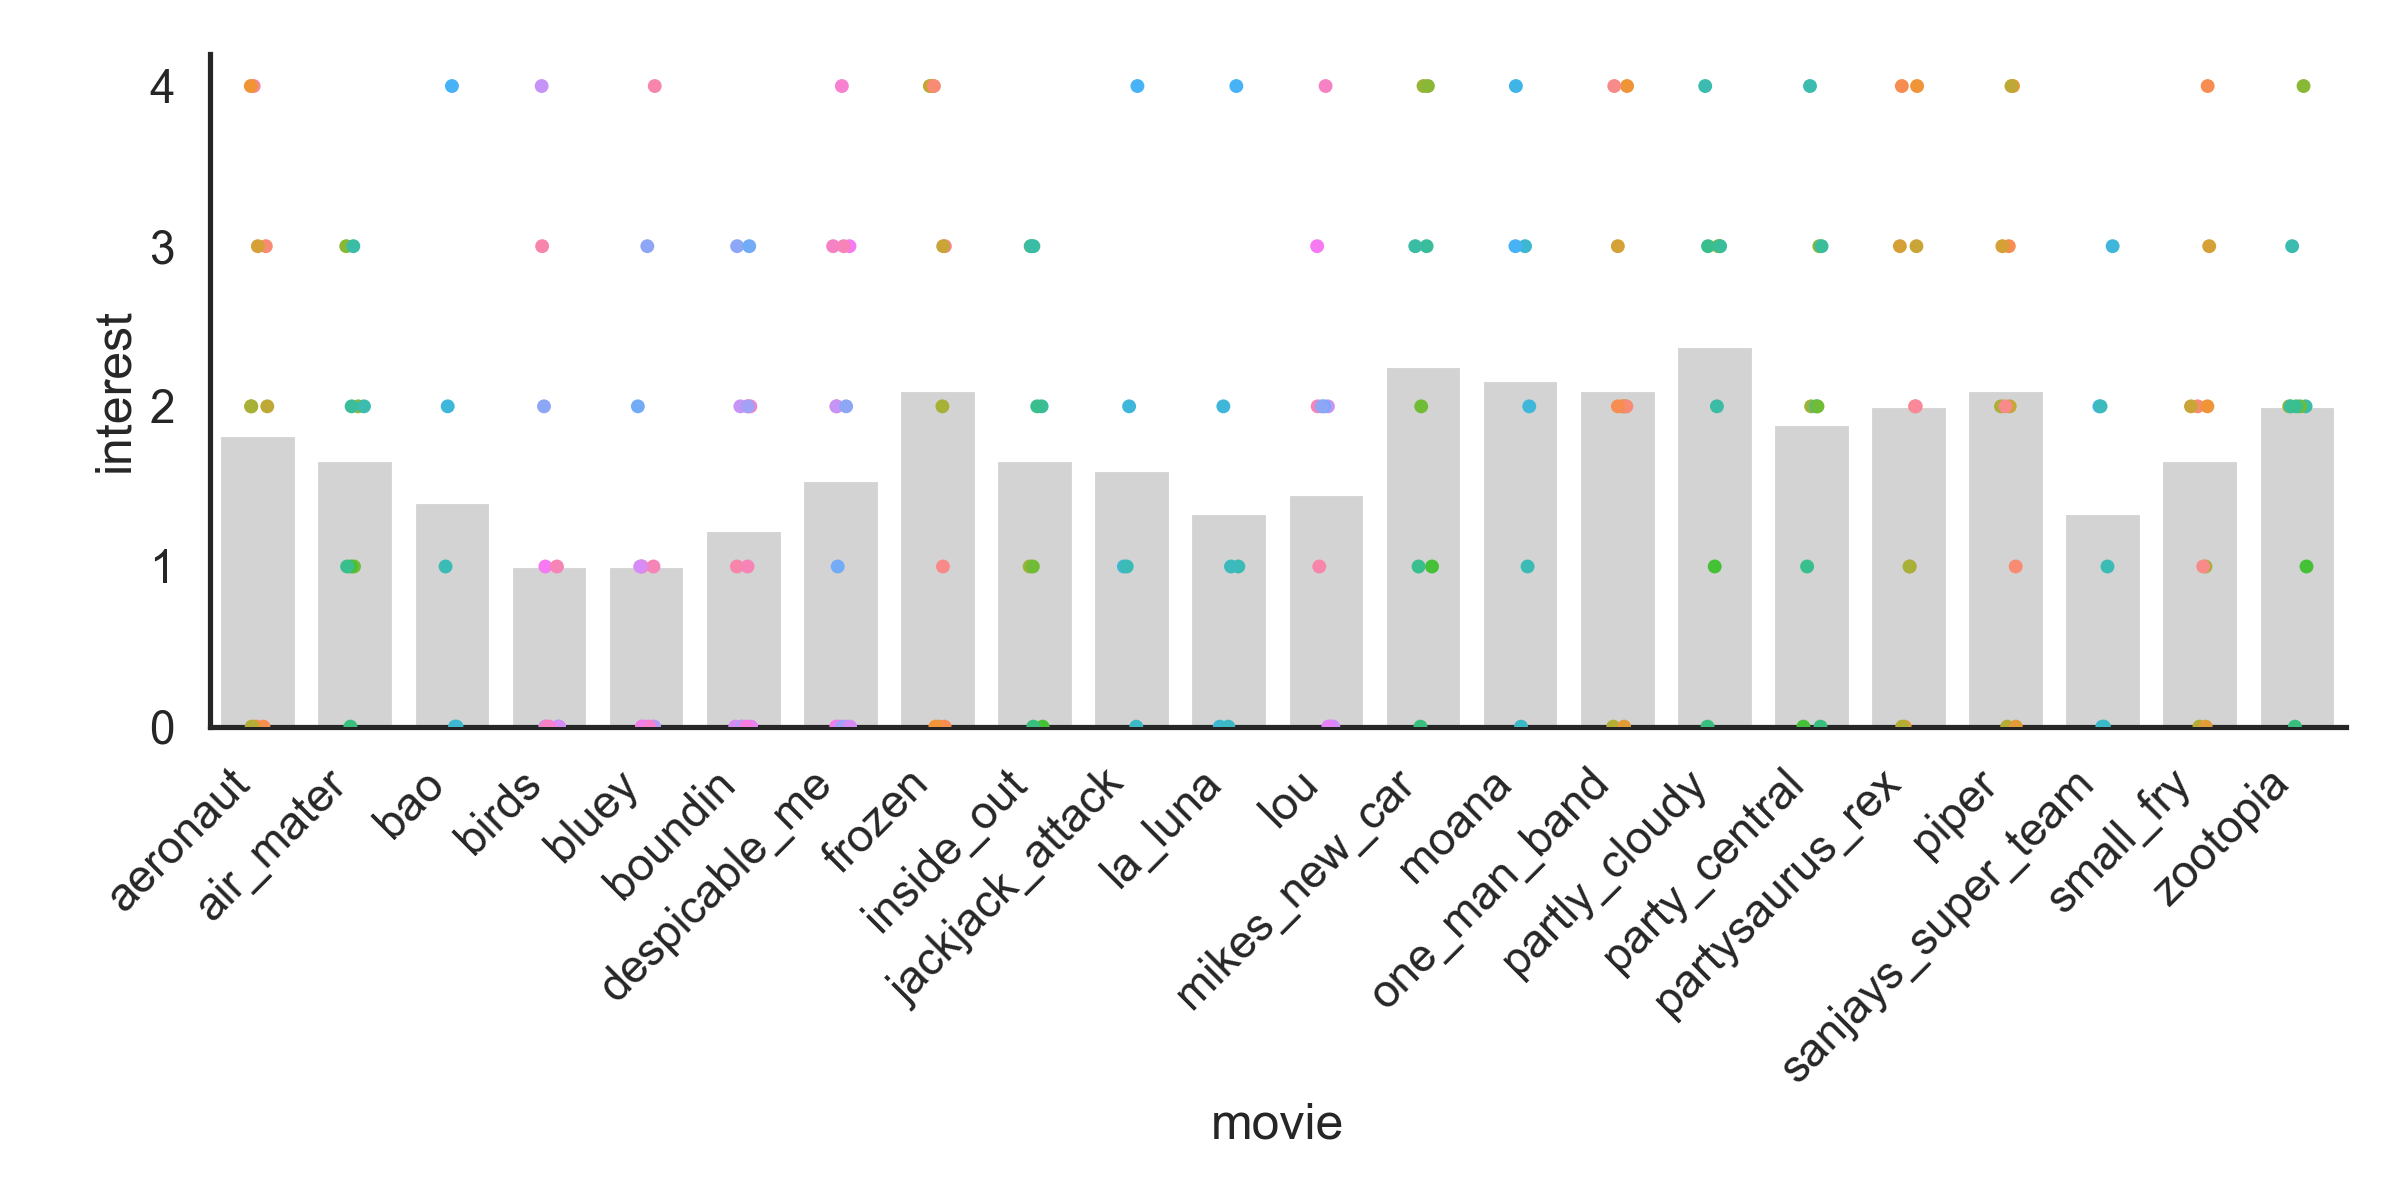 4
3
2
1
0
interest
aeronaut
air_mater
bao
birds
bluey
boundin
despicable_me
frozen
inside_out
jackjack_attack
la_luna
lou
mikes_new_car
moana
one_man_band
partly_cloudy
party_central
partysaurus_rex
piper
sanjays_super_team
small_fry
zootopia
movie